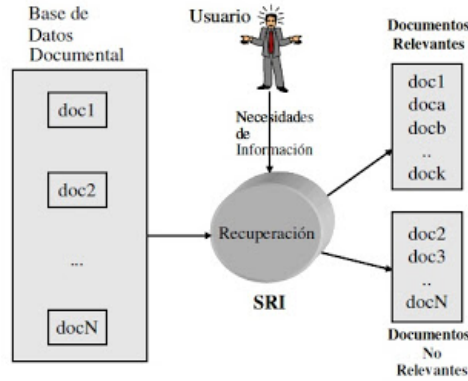 Base de
Datos
Documental
doc1
doc2
...
docN
Usuario
Necesidades
de
Información
Recuperación
SRI
Documentos
Relevantes
doc1
doca
docb
..
dock
doc2
doc3
..
docN
Documentos
No
Relevantes